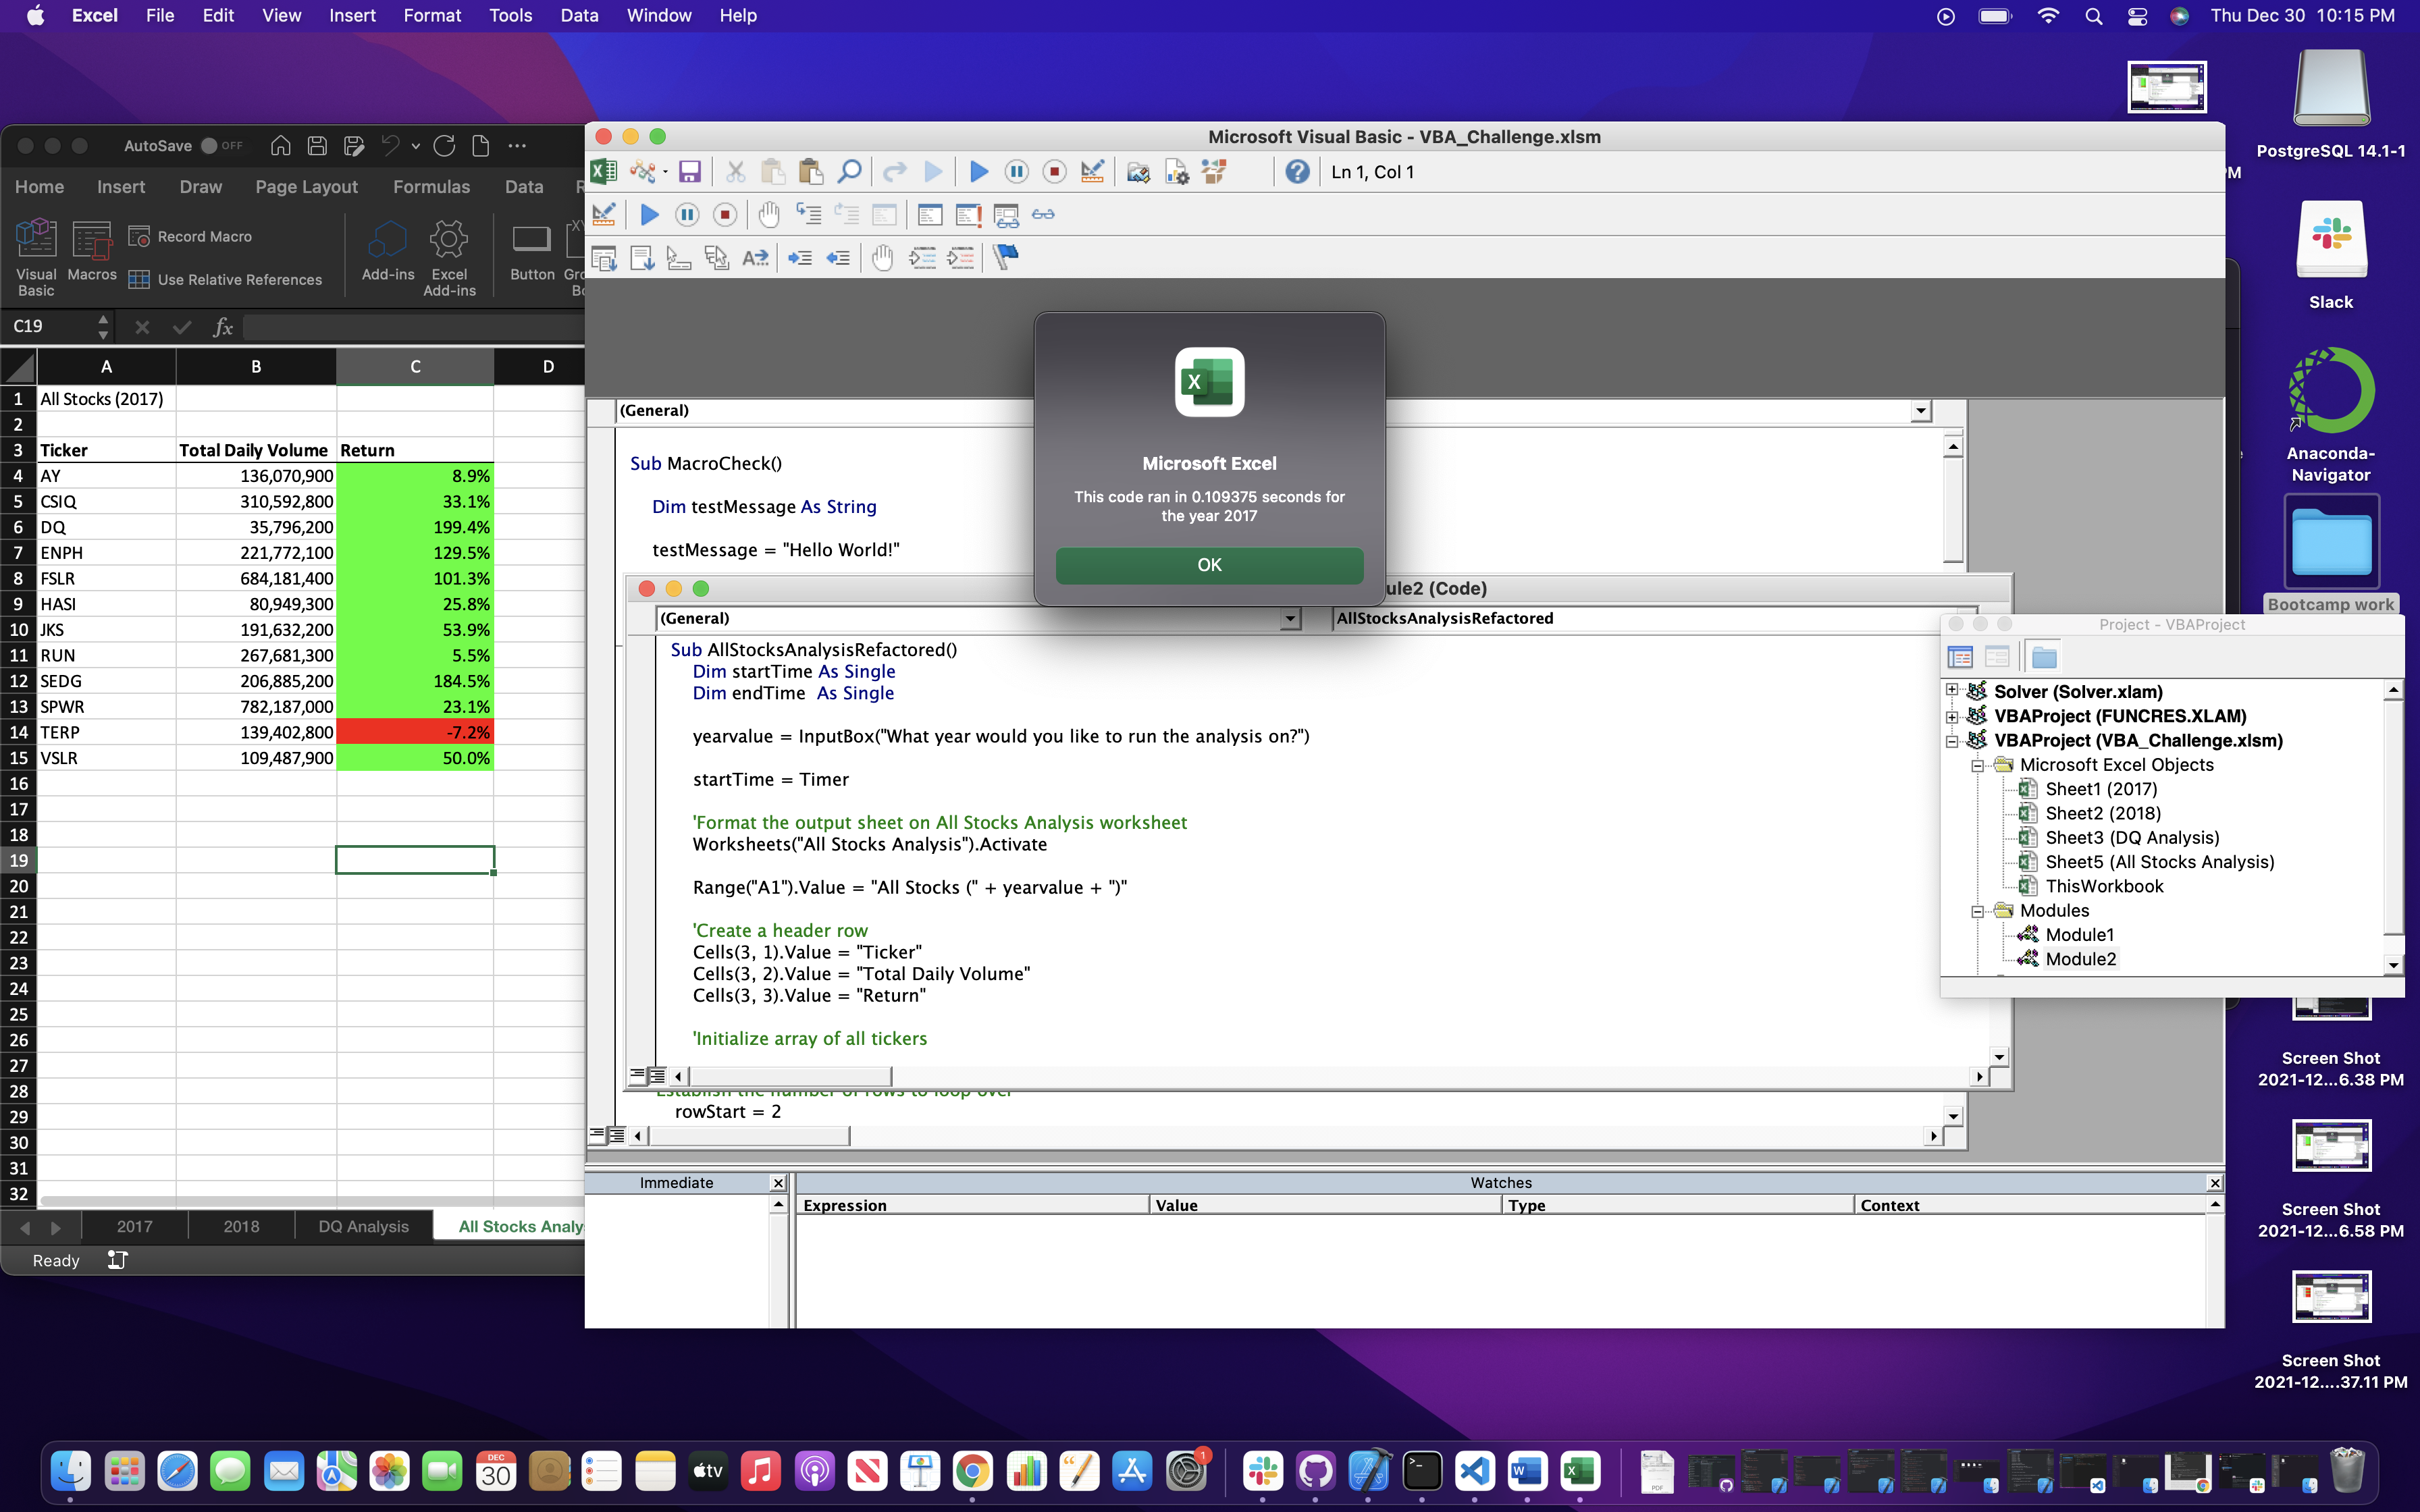 Excel File Edit View Insert Format Tools Data Window Help
Thu Dec 30 10:15 PM
AutoSave OFF
Home Insert Draw Page Layout Formulas Data
Record Macro
Use Relative References
Visual Basic
Macros
Add-ins
Excel Add-ins
Button
C19
fx
A B C D
1 All Stocks (2017)
2
3 Ticker Total Daily Volume Return
4 AY 136,070,900 8.9%
5 CSIQ 310,592,800 33.1%
6 DQ 35,796,200 199.4%
7 ENPH 221,772,100 129.5%
8 FSLR 684,181,400 101.3%
9 HASI 80,949,300 25.8%
10 JKS 191,632,200 53.9%
11 RUN 267,681,300 5.5%
12 SEDG 206,885,200 184.5%
13 SPWR 782,187,000 23.1%
14 TERP 139,402,800 -7.2%
15 VSLR 109,487,900 50.0%
16
17
18
19
20
21
22
23
24
25
26
27
28
29
30
31
32
2017 2018 DQ Analysis All Stocks Analy
Ready
Microsoft Visual Basic - VBA_Challenge.xlsm
Ln 1, Col 1
(General)
Sub MacroCheck()
Dim testMessage As String
testMessage = "Hello World!"
Microsoft Excel
This code ran in 0.109375 seconds for
the year 2017
OK
ule2 (Code)
(General) AllStocksAnalysisRefactored
Sub AllStocksAnalysisRefactored()
Dim startTime As Single
Dim endTime As Single
yearvalue = InputBox("What year would you like to run the analysis on?")
startTime = Timer
'Format the output sheet on All Stocks Analysis worksheet
Worksheets("All Stocks Analysis").Activate
Range("A1").Value = "All Stocks (" + yearvalue + ")"
'Create a header row
Cells(3, 1).Value = "Ticker"
Cells(3, 2).Value = "Total Daily Volume"
Cells(3, 3).Value = "Return"
'Initialize array of all tickers
Establish the number of rows to loop over
rowStart = 2
Immediate
Watches
Expression Value Type Context
Project - VBAProject
Solver (Solver.xlam)
VBAProject (FUNCRES.XLAM)
VBAProject (VBA_Challenge.xlsm)
Microsoft Excel Objects
Sheet1 (2017)
Sheet2 (2018)
Sheet3 (DQ Analysis)
Sheet5 (All Stocks Analysis)
ThisWorkbook
Modules
Module1
Module2
PostgreSQL 14.1-1
Slack
Anaconda-
Navigator
Bootcamp work
Screen Shot
2021-12...6.38 PM
Screen Shot
2021-12...6.58 PM
Screen Shot
2021-12....37.11 PM
DEC
30
tv
1
PDF